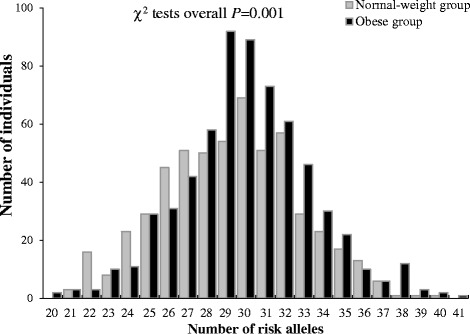 χ² tests overall P=0.001
Normal-weight group
Obese group
Number of individuals
100
80
60
40
20
0
20 21 22 23 24 25 26 27 28 29 30 31 32 33 34 35 36 37 38 39 40 41
Number of risk alleles